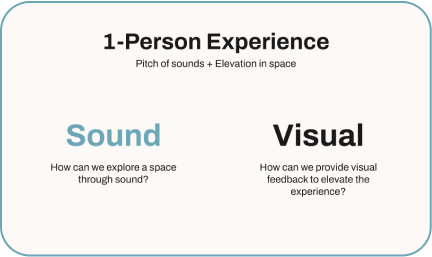 1-Person Experience
Pitch of sounds + Elevation in space
Sound
How can we explore a space
through sound?
Visual
How can we provide visual
feedback to elevate the
experience?